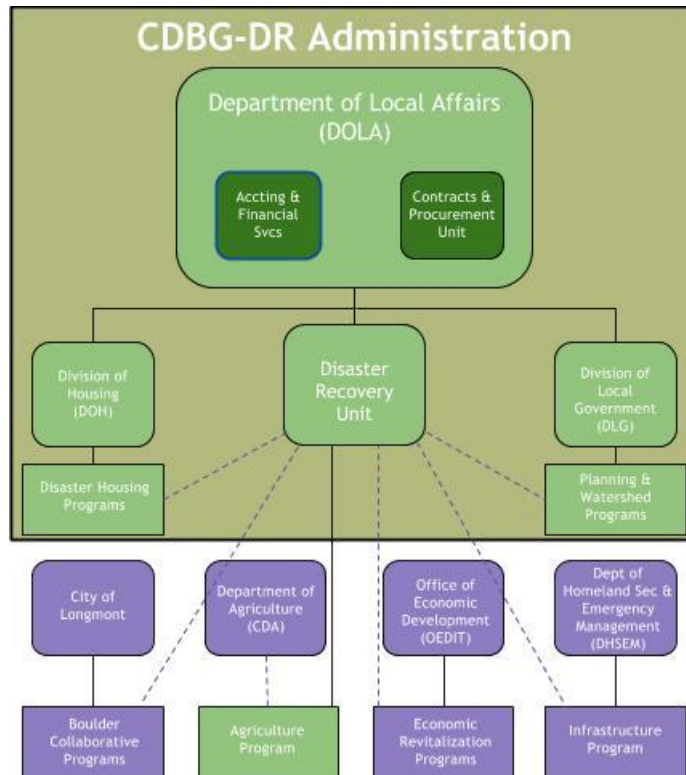 CDBG-DR Administration
Department of Local Affairs
(DOLA)
Accting &
Financial
Svcs
Contracts &
Procurement
Unit
Division of
Housing
(DOH)
Disaster
Recovery
Unit
Division of
Local
Government
(DLG)
Disaster Housing
Programs
Planning &
Watershed
Programs
City of
Longmont
Department of
Agriculture
(CDA)
Office of
Economic
Development
(OEDIT)
Dept of
Homeland Sec &
Emergency
Management
(DHSEM)
Boulder
Collaborative
Programs
Agriculture
Program
Economic
Revitalization
Programs
Infrastructure
Program